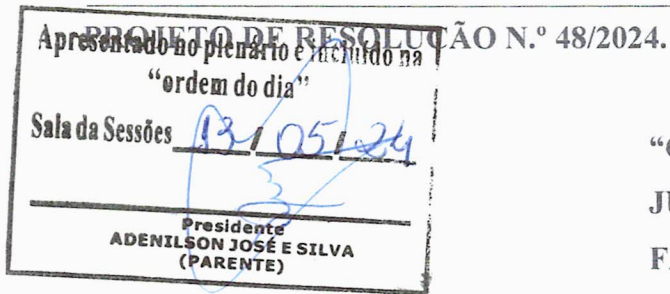 PROJETO DE RESOLUÇÃO N.º 48/2024.
Apresentado no plenário e incluído na
“ordem do dia”
Sala da Sessões 13 / 05 / 24
Presidente
ADENILSON JOSÉ E SILVA
(PARENTE)
“C
JU
FA